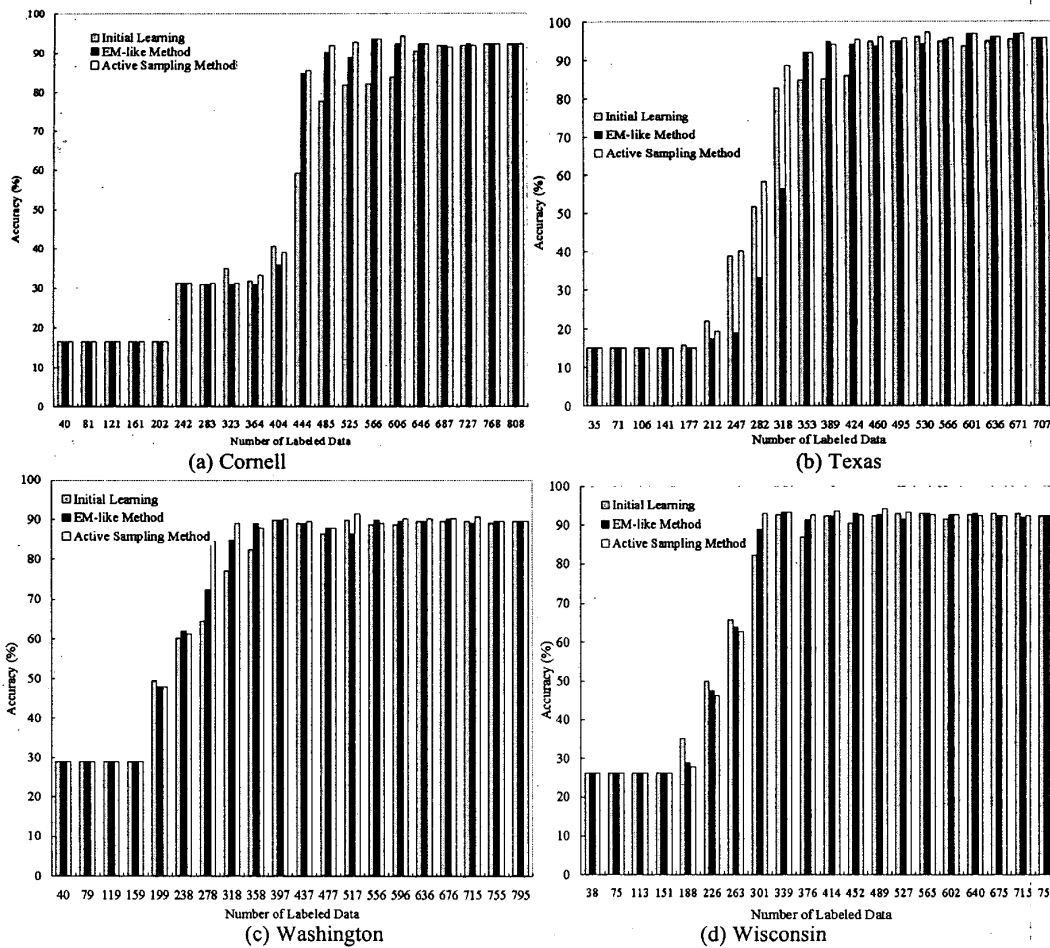 100
90
80
70
60
50
40
30
20
10
0
Accuracy (%)
Initial Learning
EM-like Method
Active Sampling Method
40 81 121 161 202 242 283 323 364 404 444 485 525 566 606 646 687 727 768 808
Number of Labeled Data
(a) Cornell
100
90
80
70
60
50
40
30
20
10
0
Accuracy (%)
Initial Learning
EM-like Method
Active Sampling Method
35 71 106 141 177 212 247 282 318 353 389 424 460 495 530 566 601 636 671 707
Number of Labeled Data
(b) Texas
100
90
80
70
60
50
40
30
20
10
0
Accuracy (%)
Initial Learning
EM-like Method
Active Sampling Method
40 79 119 159 199 238 278 318 358 397 437 477 517 556 596 636 676 715 755 795
Number of Labeled Data
(c) Washington
100
90
80
70
60
50
40
30
20
10
0
Accuracy (%)
Initial Learning
EM-like Method
Active Sampling Method
38 75 113 151 188 226 263 301 339 376 414 452 489 527 565 602 640 675 715 75
Number of Labeled Data
(d) Wisconsin